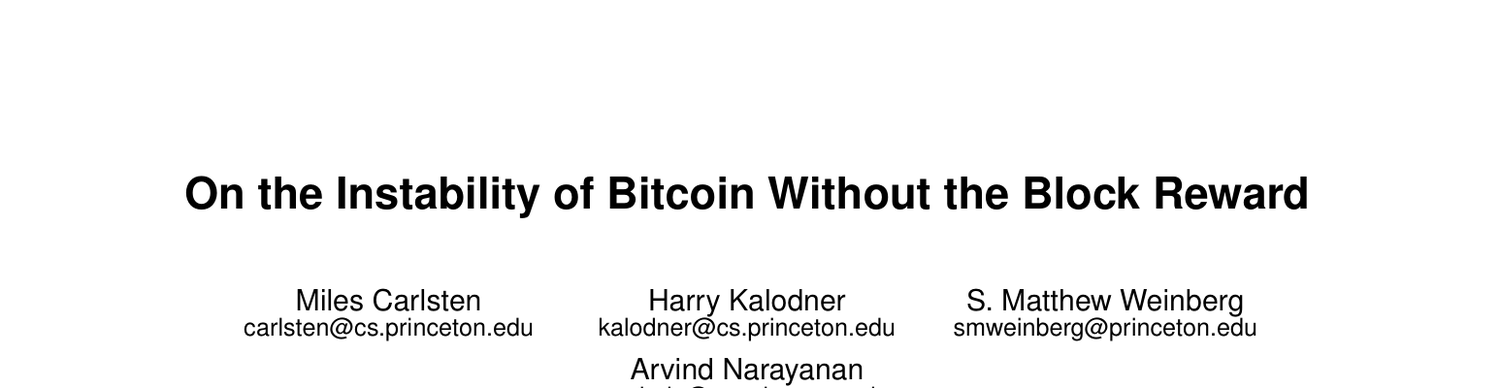 On the Instability of Bitcoin Without the Block Reward
Miles Carlsten Harry Kalodner S. Matthew Weinberg
carlsten@cs.princeton.edu kalodner@cs.princeton.edu smweinberg@princeton.edu
Arvind Narayanan